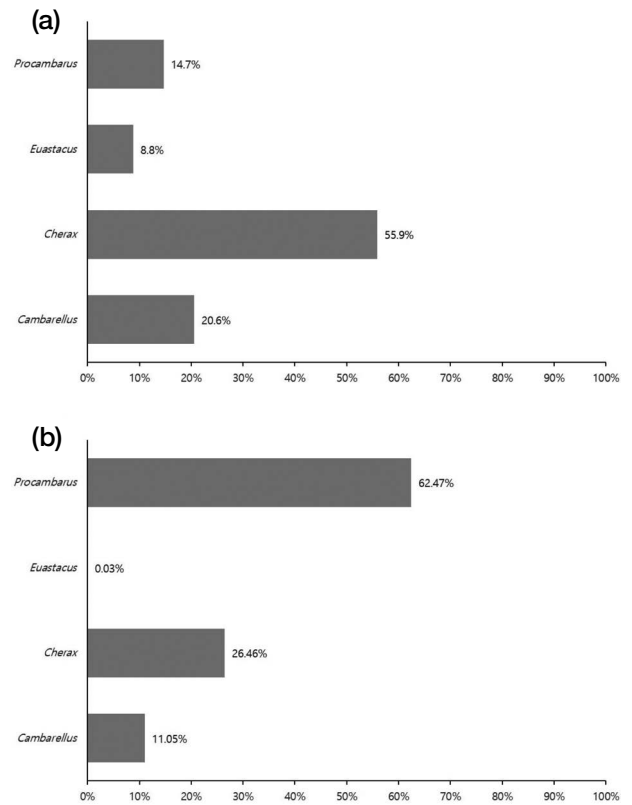 (a)
Procambarus
14.7%
Euastacus
8.8%
Cherax
55.9%
Cambarellus
20.6%
0% 10% 20% 30% 40% 50% 60% 70% 80% 90% 100%
(b)
Procambarus
62.47%
Euastacus
0.03%
Cherax
26.46%
Cambarellus
11.05%
0% 10% 20% 30% 40% 50% 60% 70% 80% 90% 100%